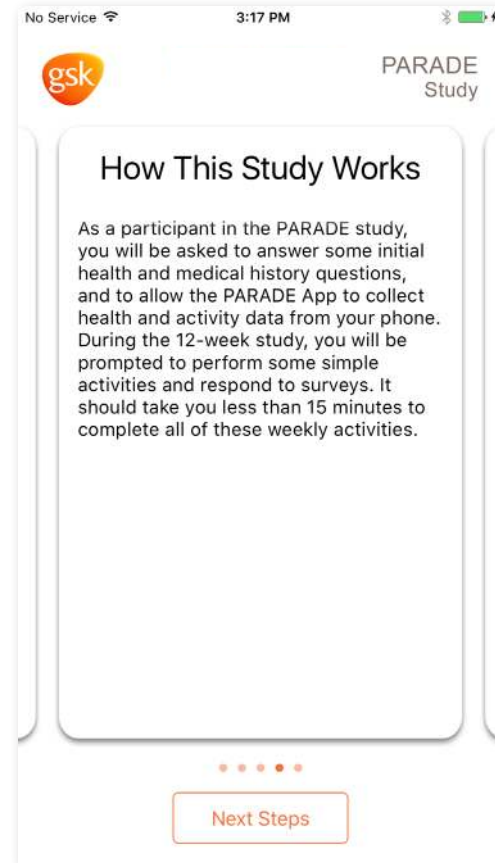 No Service 3:17 PM
gsk
PARADE
Study
How This Study Works
As a participant in the PARADE study,
you will be asked to answer some initial
health and medical history questions,
and to allow the PARADE App to collect
health and activity data from your phone.
During the 12-week study, you will be
prompted to perform some simple
activities and respond to surveys. It
should take you less than 15 minutes to
complete all of these weekly activities.
Next Steps